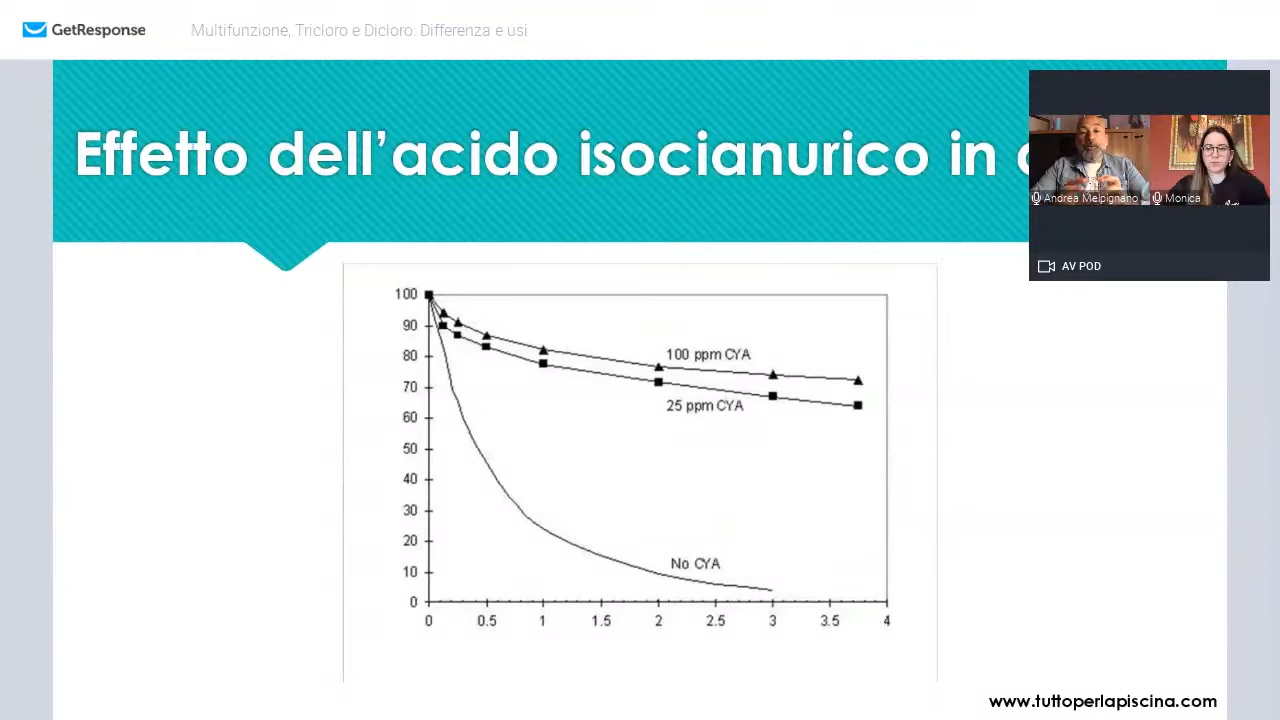 GetResponse
Multifunzione, Tricloro e Dicloro. Differenza e usi
Effetto dell'acido isocianurico in
Andrea Melpignano
Monica
AV POD
100
90
80
70
60
50
40
30
20
10
0
100 ppm CYA
25 ppm CYA
No CYA
0 0.5 1 1.5 2 2.5 3 3.5 4
www.tuttoperlapiscina.com